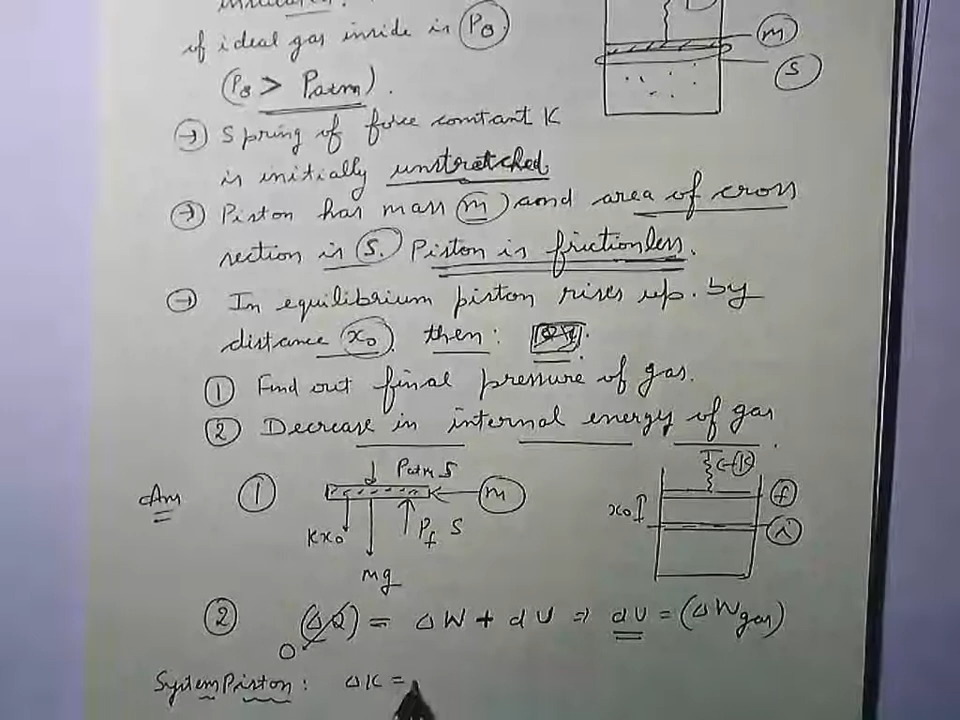 of ideal gas inside is P0
(P0 > Patm).
m
S
→ Spring of force constant K
is initially unstretched.
→ Piston has mass m and area of cross
section is S. Piston is frictionless.
→ In equilibrium piston rises up by
distance x0 then:
① Find out final pressure of gas.
② Decrease in internal energy of gas.
Ans ①
Patm S
m
Kx0
Pf S
mg
K
x0
f
i
② (ΔQ) = ΔW + dU ⇒ dU = (ΔWgas)
0
System Piston: ΔK =